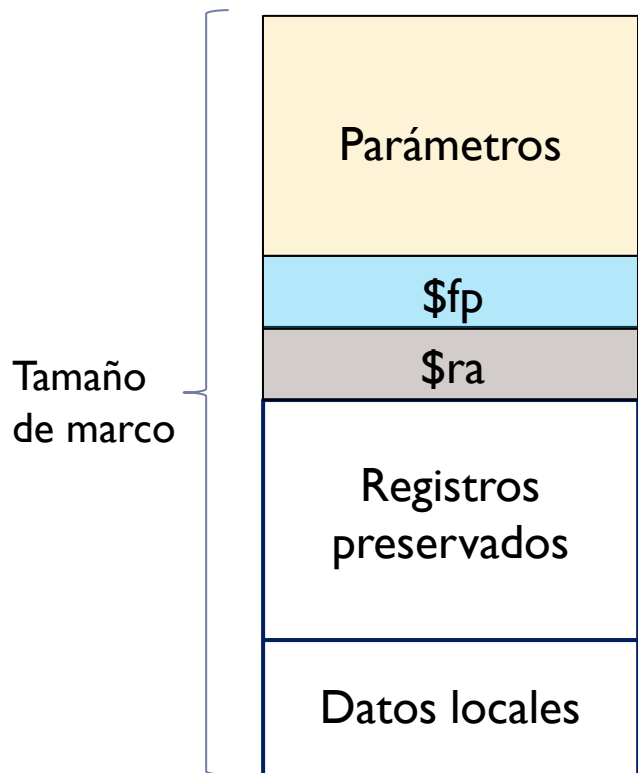 Parámetros
$fp
$ra
Tamaño
de marco
Registros
preservados
Datos locales